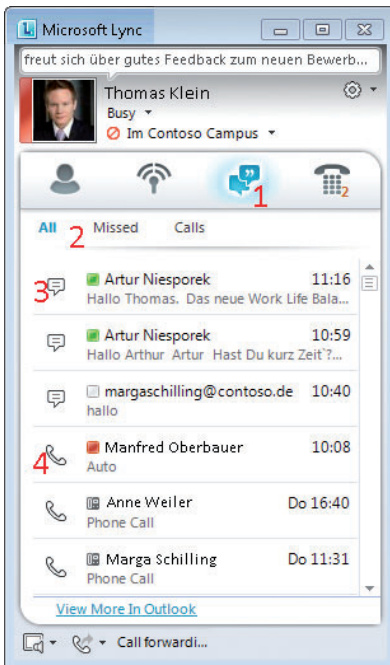 Microsoft Lync
freut sich über gutes Feedback zum neuen Bewerb...
Thomas Klein
Busy
Im Contoso Campus
1
2
All 2 Missed Calls
3 Artur Niesporek 11:16
Hallo Thomas. Das neue Work Life Bala...
Artur Niesporek 10:59
Hallo Arthur Artur Hast Du kurz Zeit`?...
margaschilling@contoso.de 10:40
hallo
4 Manfred Oberbauer 10:08
Auto
Anne Weiler Do 16:40
Phone Call
Marga Schilling Do 11:31
Phone Call
View More In Outlook
Call forwardi...